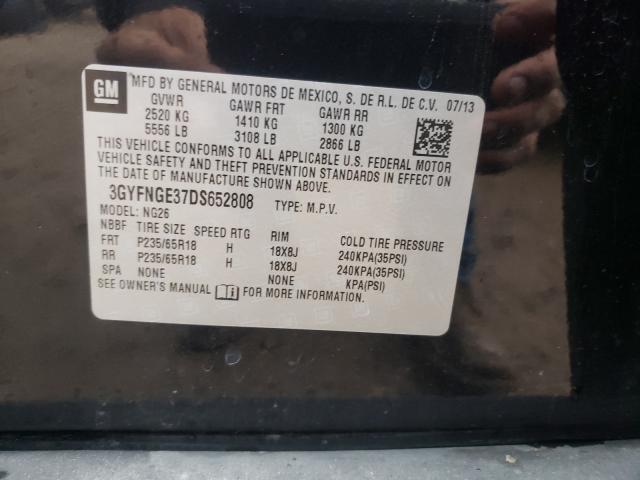 GM
MFD BY GENERAL MOTORS DE MEXICO, S. DE R.L. DE C.V. 07/13
GVWR GAWR FRT GAWR RR
2520 KG 1410 KG 1300 KG
5556 LB 3108 LB 2866 LB
THIS VEHICLE CONFORMS TO ALL APPLICABLE U.S. FEDERAL MOTOR
VEHICLE SAFETY AND THEFT PREVENTION STANDARDS IN EFFECT ON
THE DATE OF MANUFACTURE SHOWN ABOVE.
3GYFNGE37DS652808 TYPE: M.P.V.
MODEL: NG26
NBBF TIRE SIZE SPEED RTG RIM COLD TIRE PRESSURE
FRT P235/65R18 H 18X8J 240KPA(35PSI)
RR P235/65R18 H 18X8J 240KPA(35PSI)
SPA NONE NONE KPA(PSI)
SEE OWNER'S MANUAL FOR MORE INFORMATION.